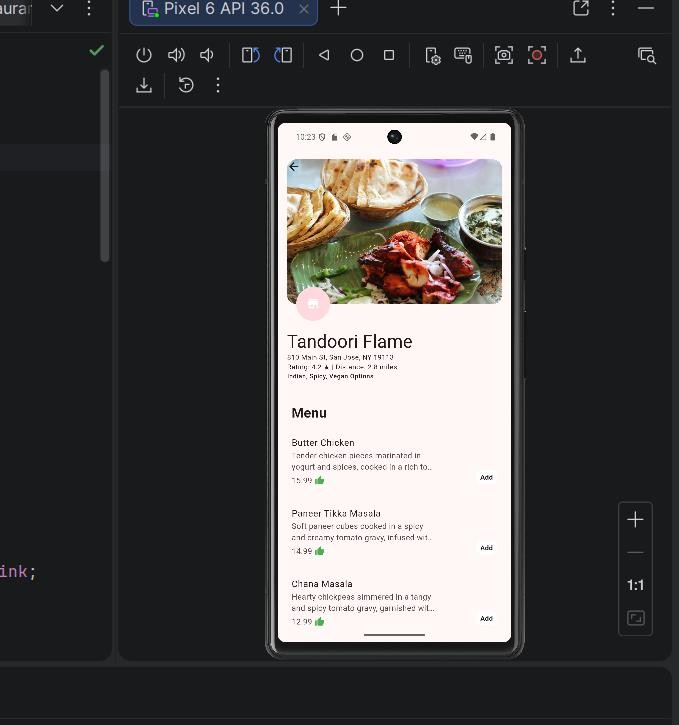 Pixel 6 API 36.0
10:23
Tandoori Flame
810 Main St, San Jose, NY 19113
Rating: 4.2 ★ | Distance: 2.8 miles
Indian, Spicy, Vegan Options
Menu
Butter Chicken
Tender chicken pieces marinated in
yogurt and spices, cooked in a rich to...
15.99
Add
Paneer Tikka Masala
Soft paneer cubes cooked in a spicy
and creamy tomato gravy, infused wit...
14.99
Add
Chana Masala
Hearty chickpeas simmered in a tangy
and spicy tomato gravy, garnished wit...
12.99
Add
ink;
1:1